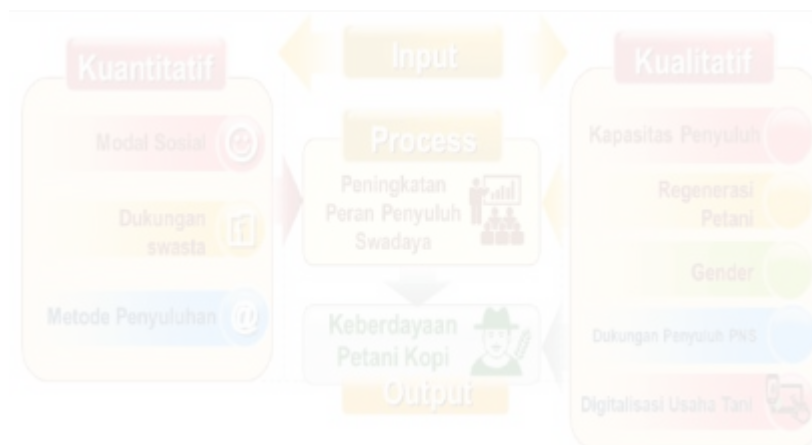 Kuantitatif
Modal Sosial
Dukungan
swasta
Metode Penyuluhan
Input
Process
Peningkatan
Peran Penyuluh
Swadaya
Keberdayaan
Petani Kopi
Output
Kualitatif
Kapasitas Penyuluh
Regenerasi
Petani
Gender
Dukungan Penyuluh PNS
Digitalisasi Usaha Tani